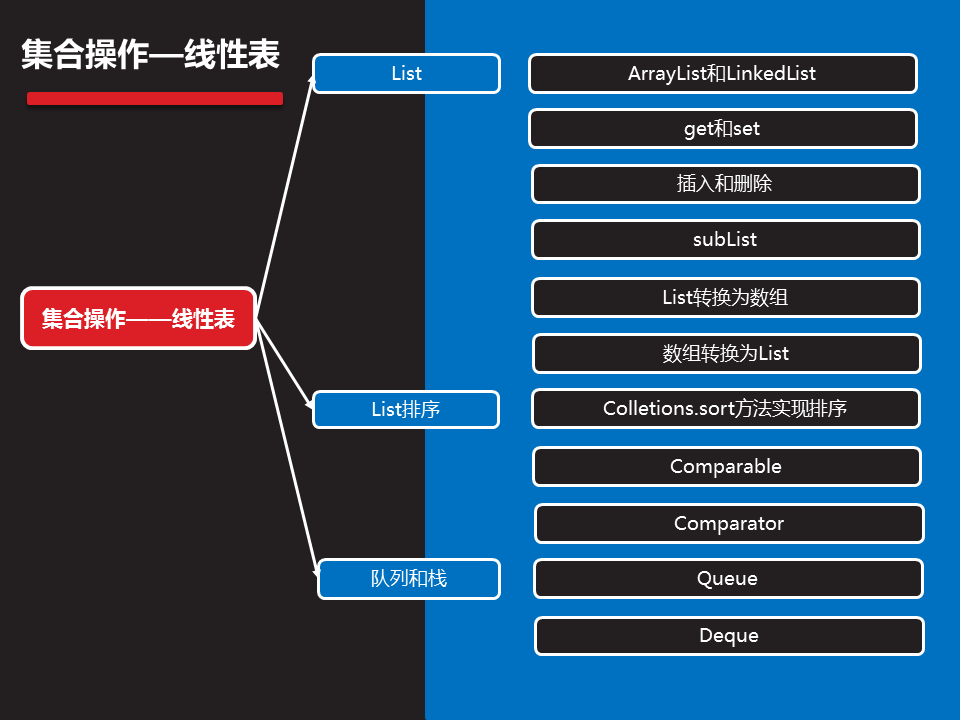 集合操作—线性表
List
ArrayList和LinkedList
get和set
插入和删除
subList
List转换为数组
集合操作——线性表
数组转换为List
List排序
Colletions.sort方法实现排序
Comparable
Comparator
队列和栈
Queue
Deque